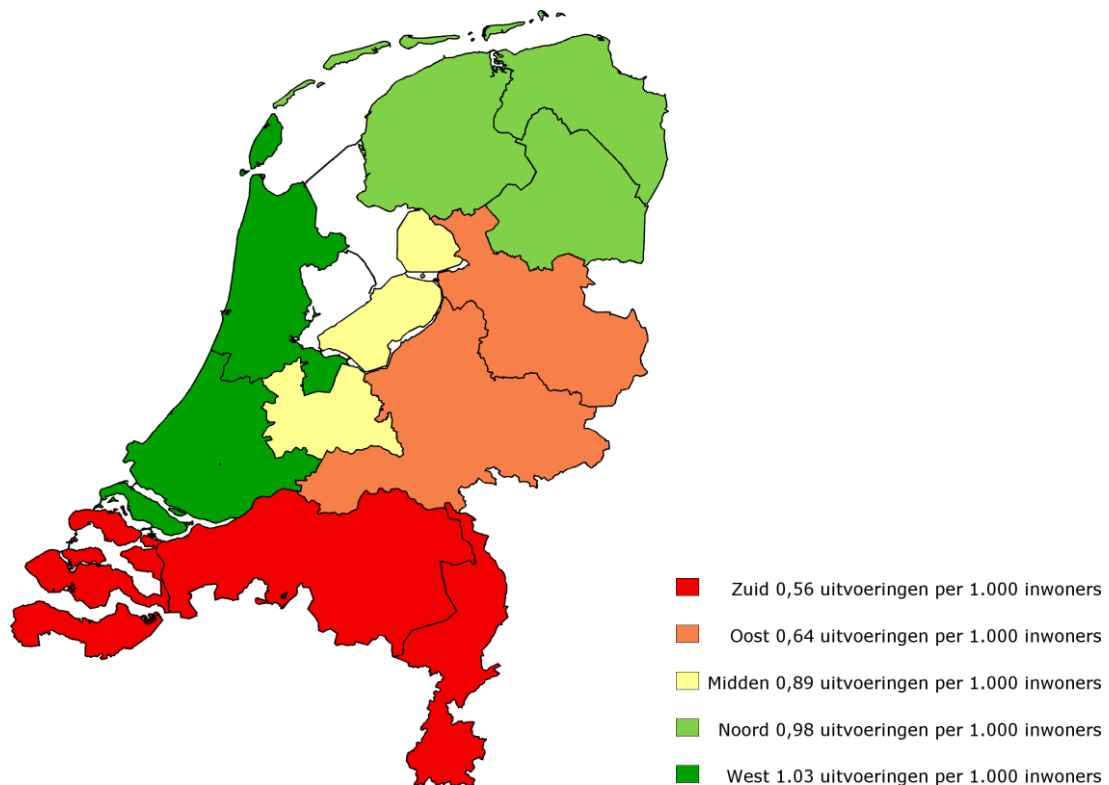 Zuid 0,56 uitvoeringen per 1.000 inwoners
Oost 0,64 uitvoeringen per 1.000 inwoners
Midden 0,89 uitvoeringen per 1.000 inwoners
Noord 0,98 uitvoeringen per 1.000 inwoners
West 1.03 uitvoeringen per 1.000 inwoners